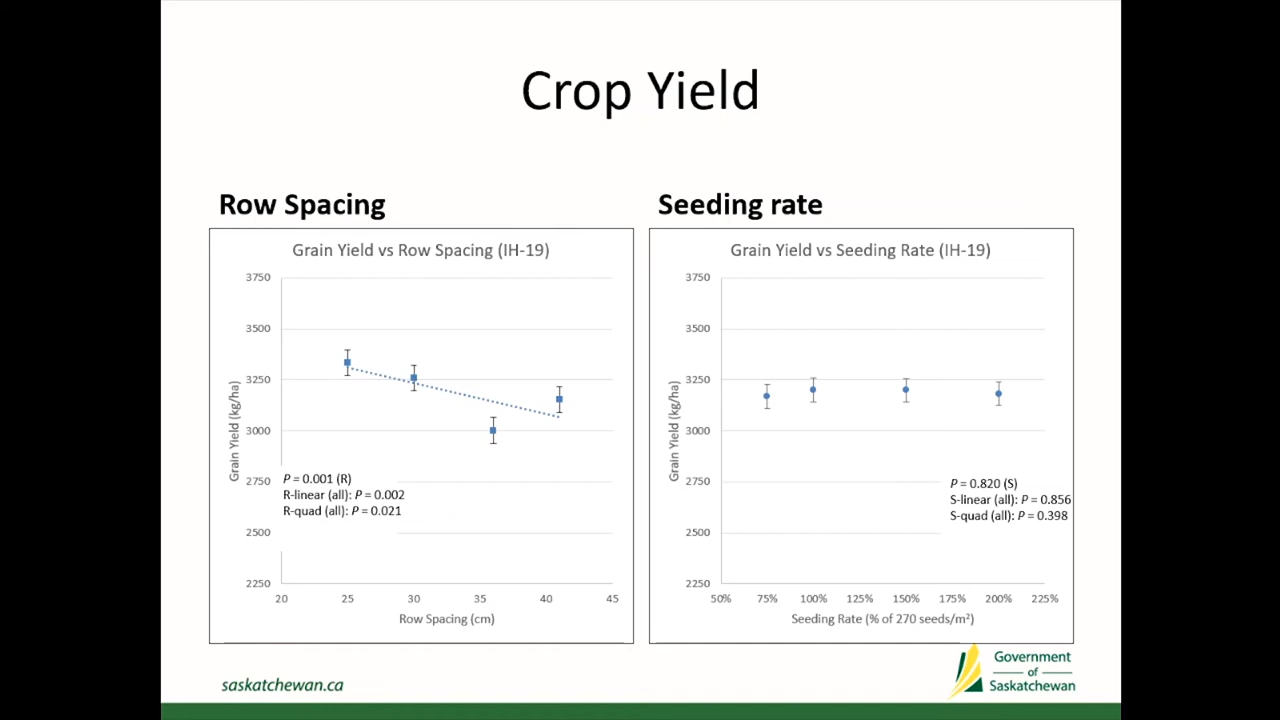 Crop Yield
Row Spacing
Grain Yield vs Row Spacing (IH-19)
3750
3500
3250
3000
2750
2500
2250
Grain Yield (kg/ha)
P = 0.001 (R)
R-linear (all): P = 0.002
R-quad (all): P = 0.021
20 25 30 35 40 45
Row Spacing (cm)
Seeding rate
Grain Yield vs Seeding Rate (IH-19)
3750
3500
3250
3000
2750
2500
2250
Grain Yield (kg/ha)
P = 0.820 (S)
S-linear (all): P = 0.856
S-quad (all): P = 0.398
50% 75% 100% 125% 150% 175% 200% 225%
Seeding Rate (% of 270 seeds/m²)
saskatchewan.ca
Government
of
Saskatchewan